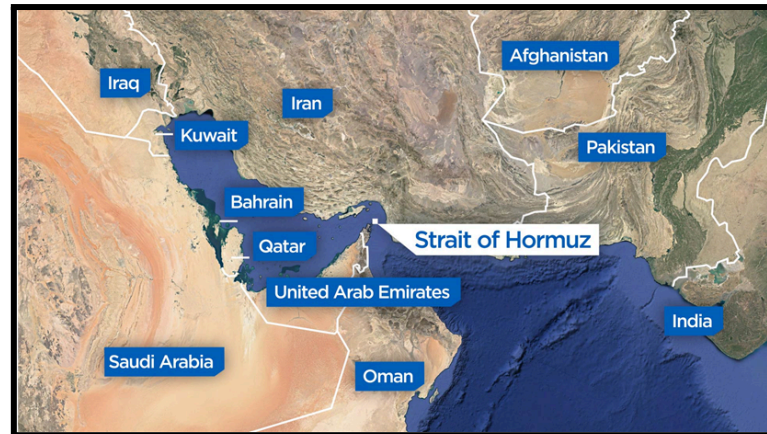 Afghanistan
Iraq
Iran
Kuwait
Pakistan
Bahrain
Strait of Hormuz
Qatar
United Arab Emirates
India
Saudi Arabia
Oman